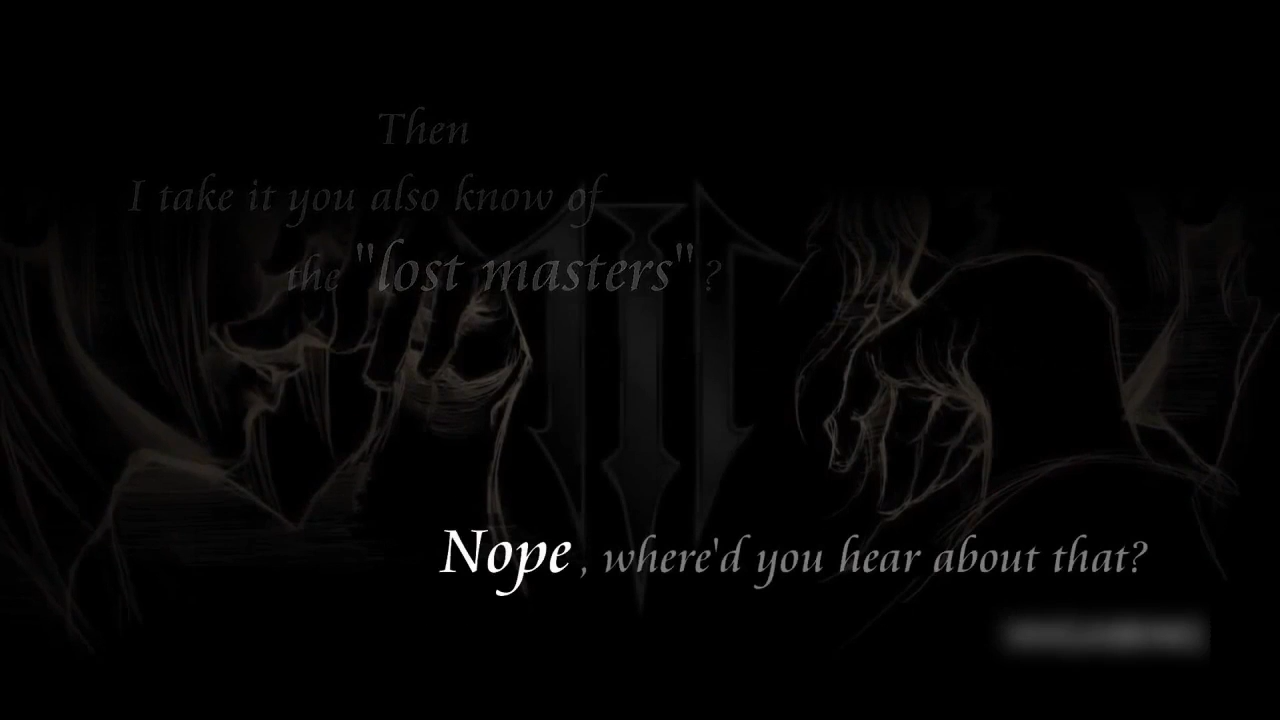 Then
I take it you also know of
the "lost masters" ?
Nope , where'd you hear about that?